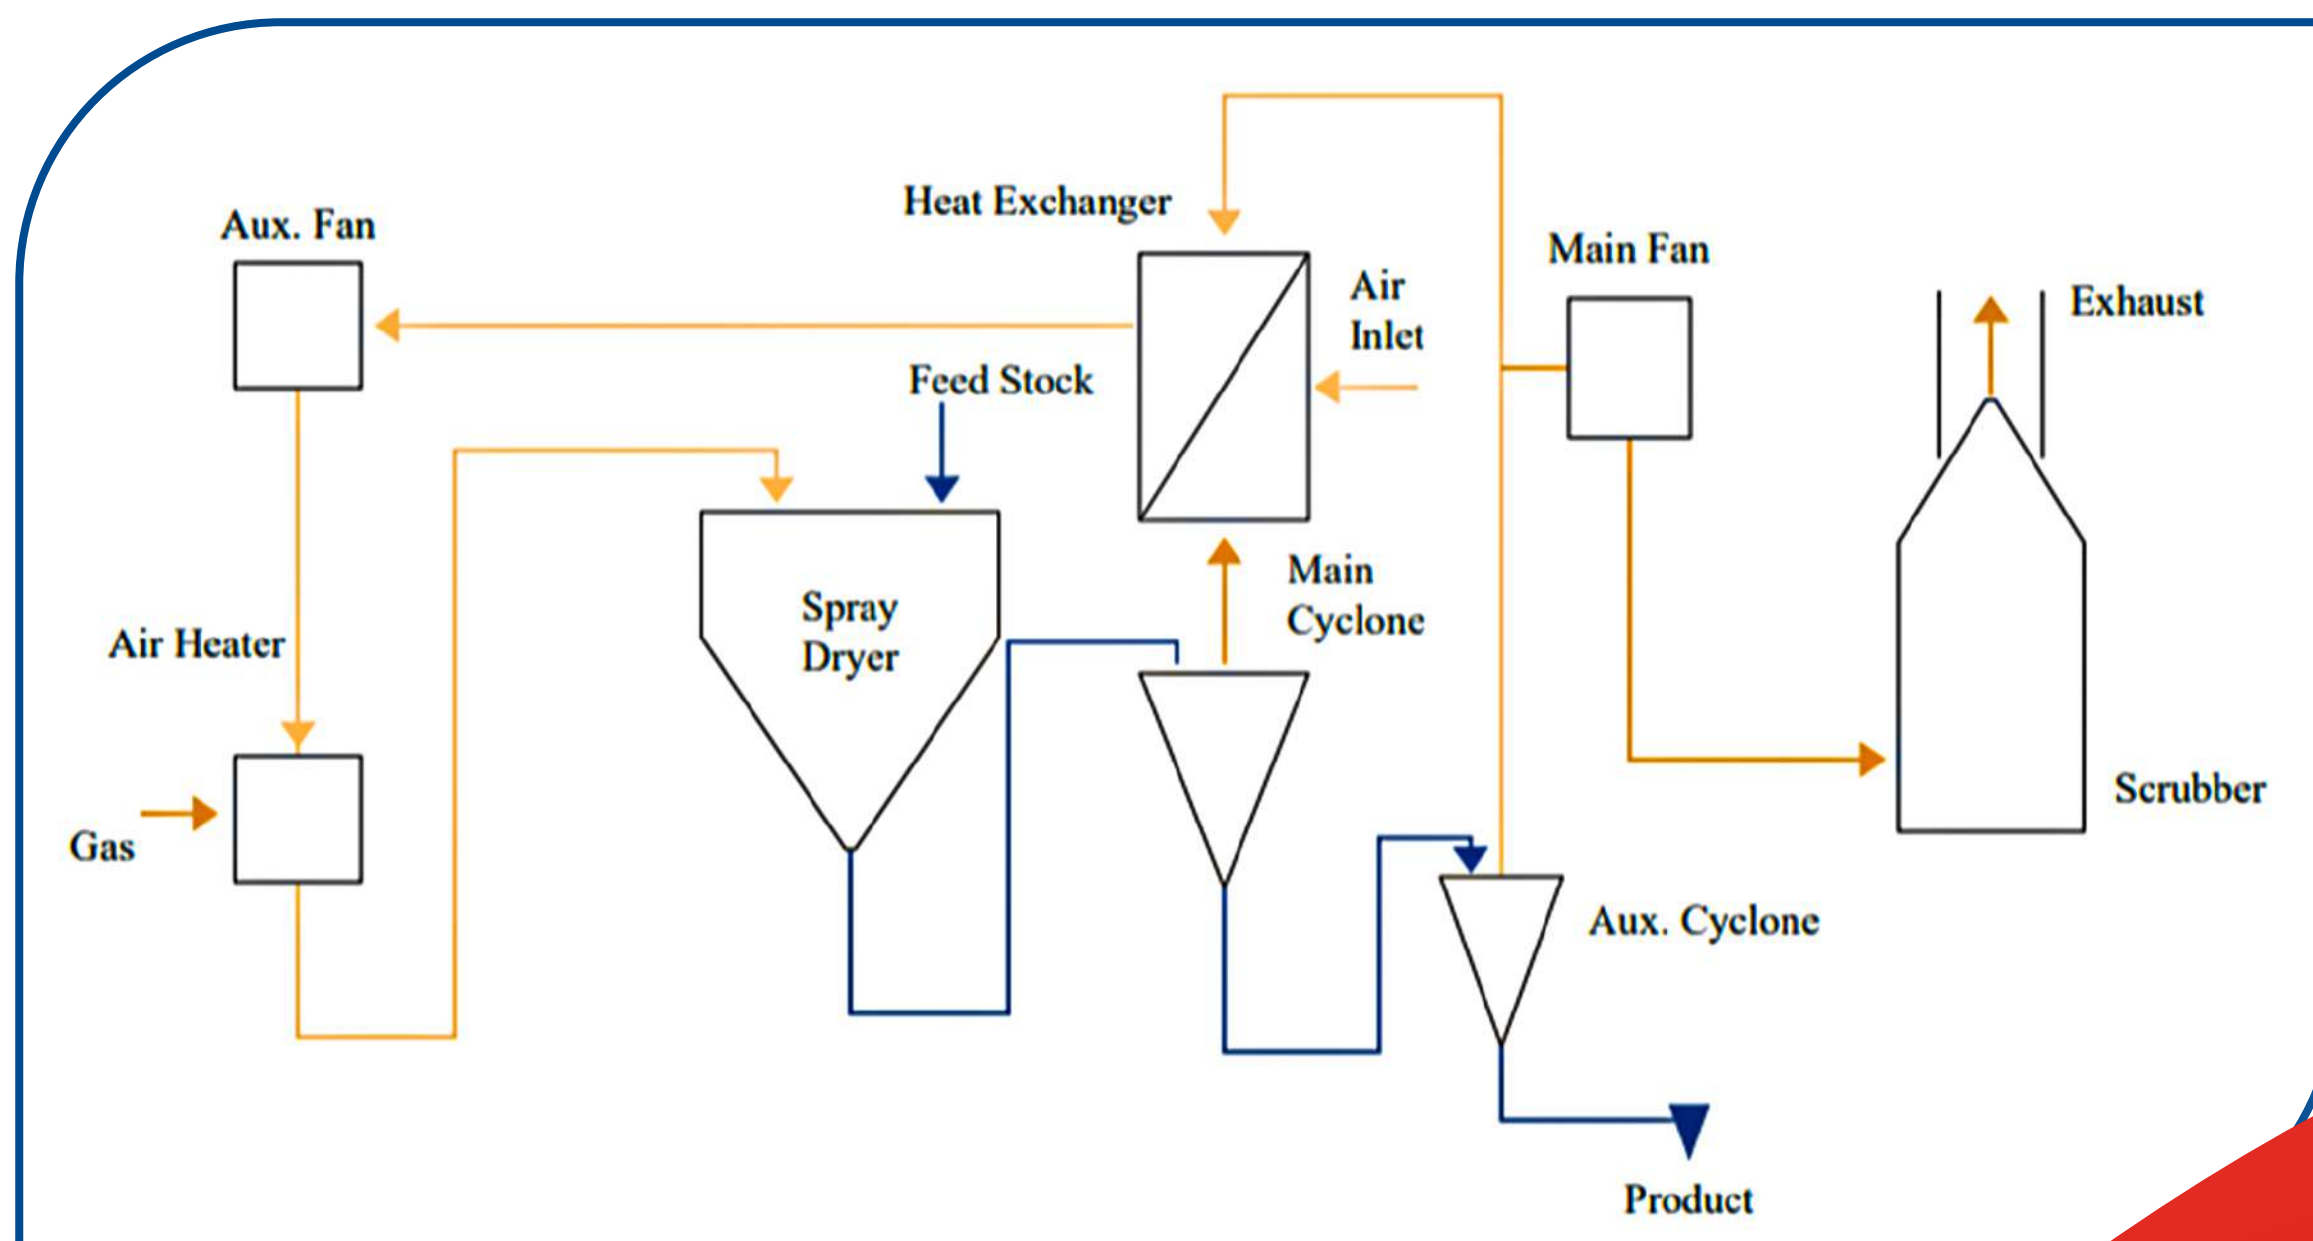 Heat Exchanger
Aux. Fan
Main Fan
Air
Inlet
Exhaust
Feed Stock
Main
Cyclone
Spray
Dryer
Air Heater
Scrubber
Gas
Aux. Cyclone
Product